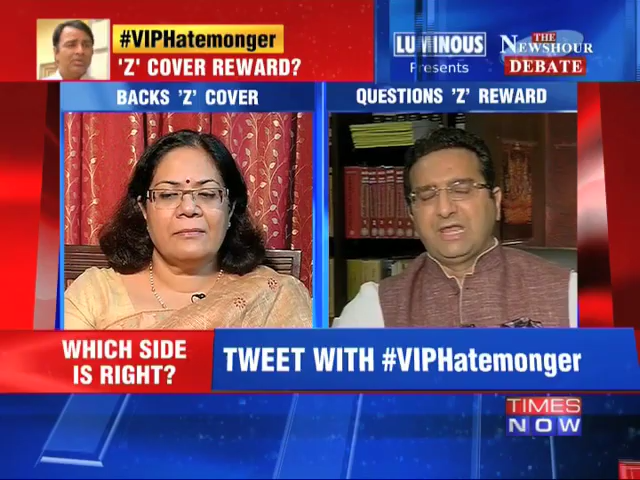 #VIPHatemonger
'Z' COVER REWARD?
LUMINOUS
Presents
THE
NEWSHOUR
DEBATE
BACKS 'Z' COVER
QUESTIONS 'Z' REWARD
WHICH SIDE
IS RIGHT?
TWEET WITH #VIPHatemonger
TIMES
NOW